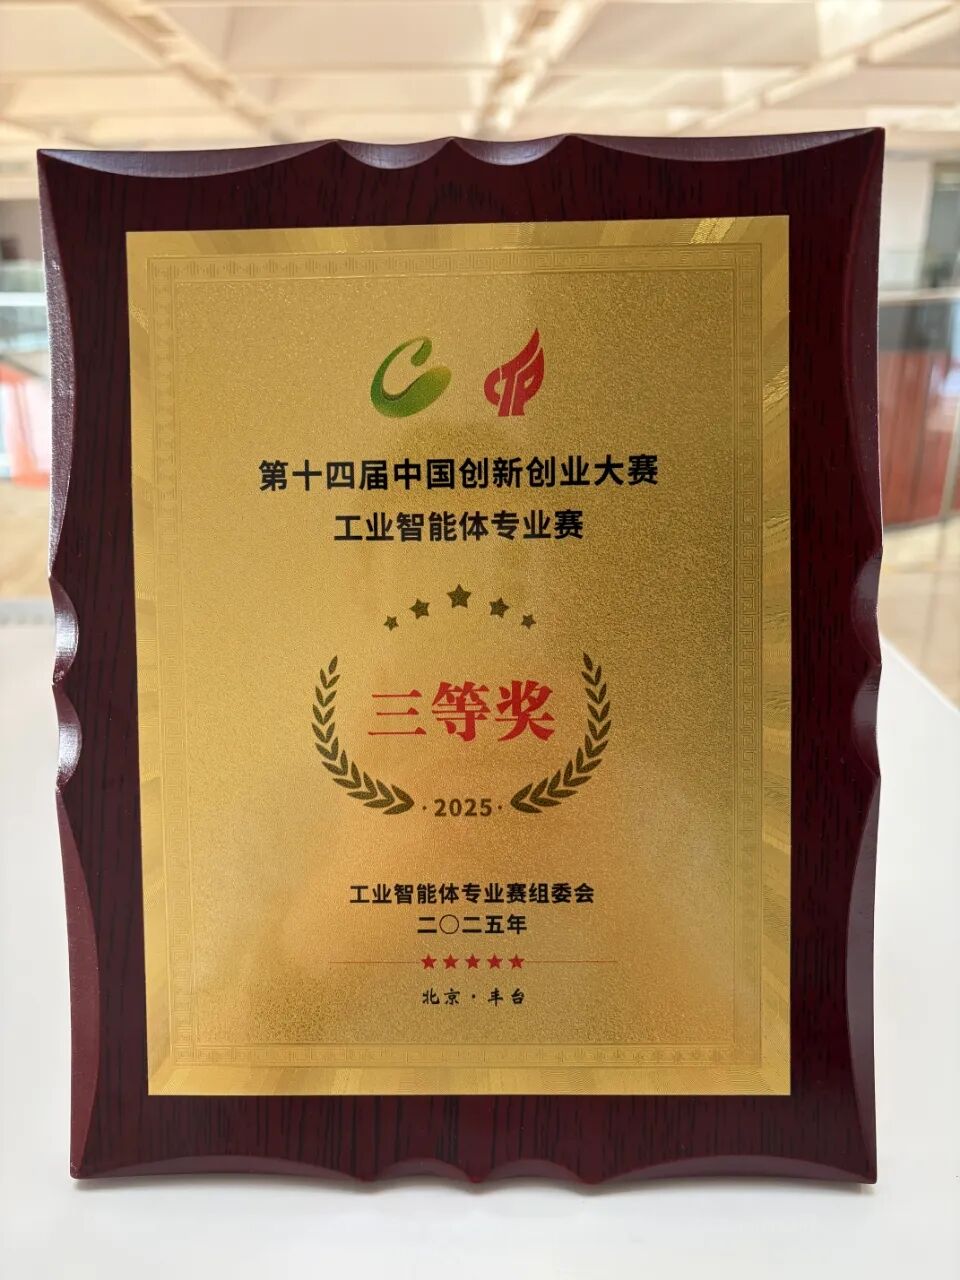 CTP
第十四届中国创新创业大赛
工业智能体专业赛
三等奖
·2025·
工业智能体专业赛组委会
二〇二五年
北京·丰台